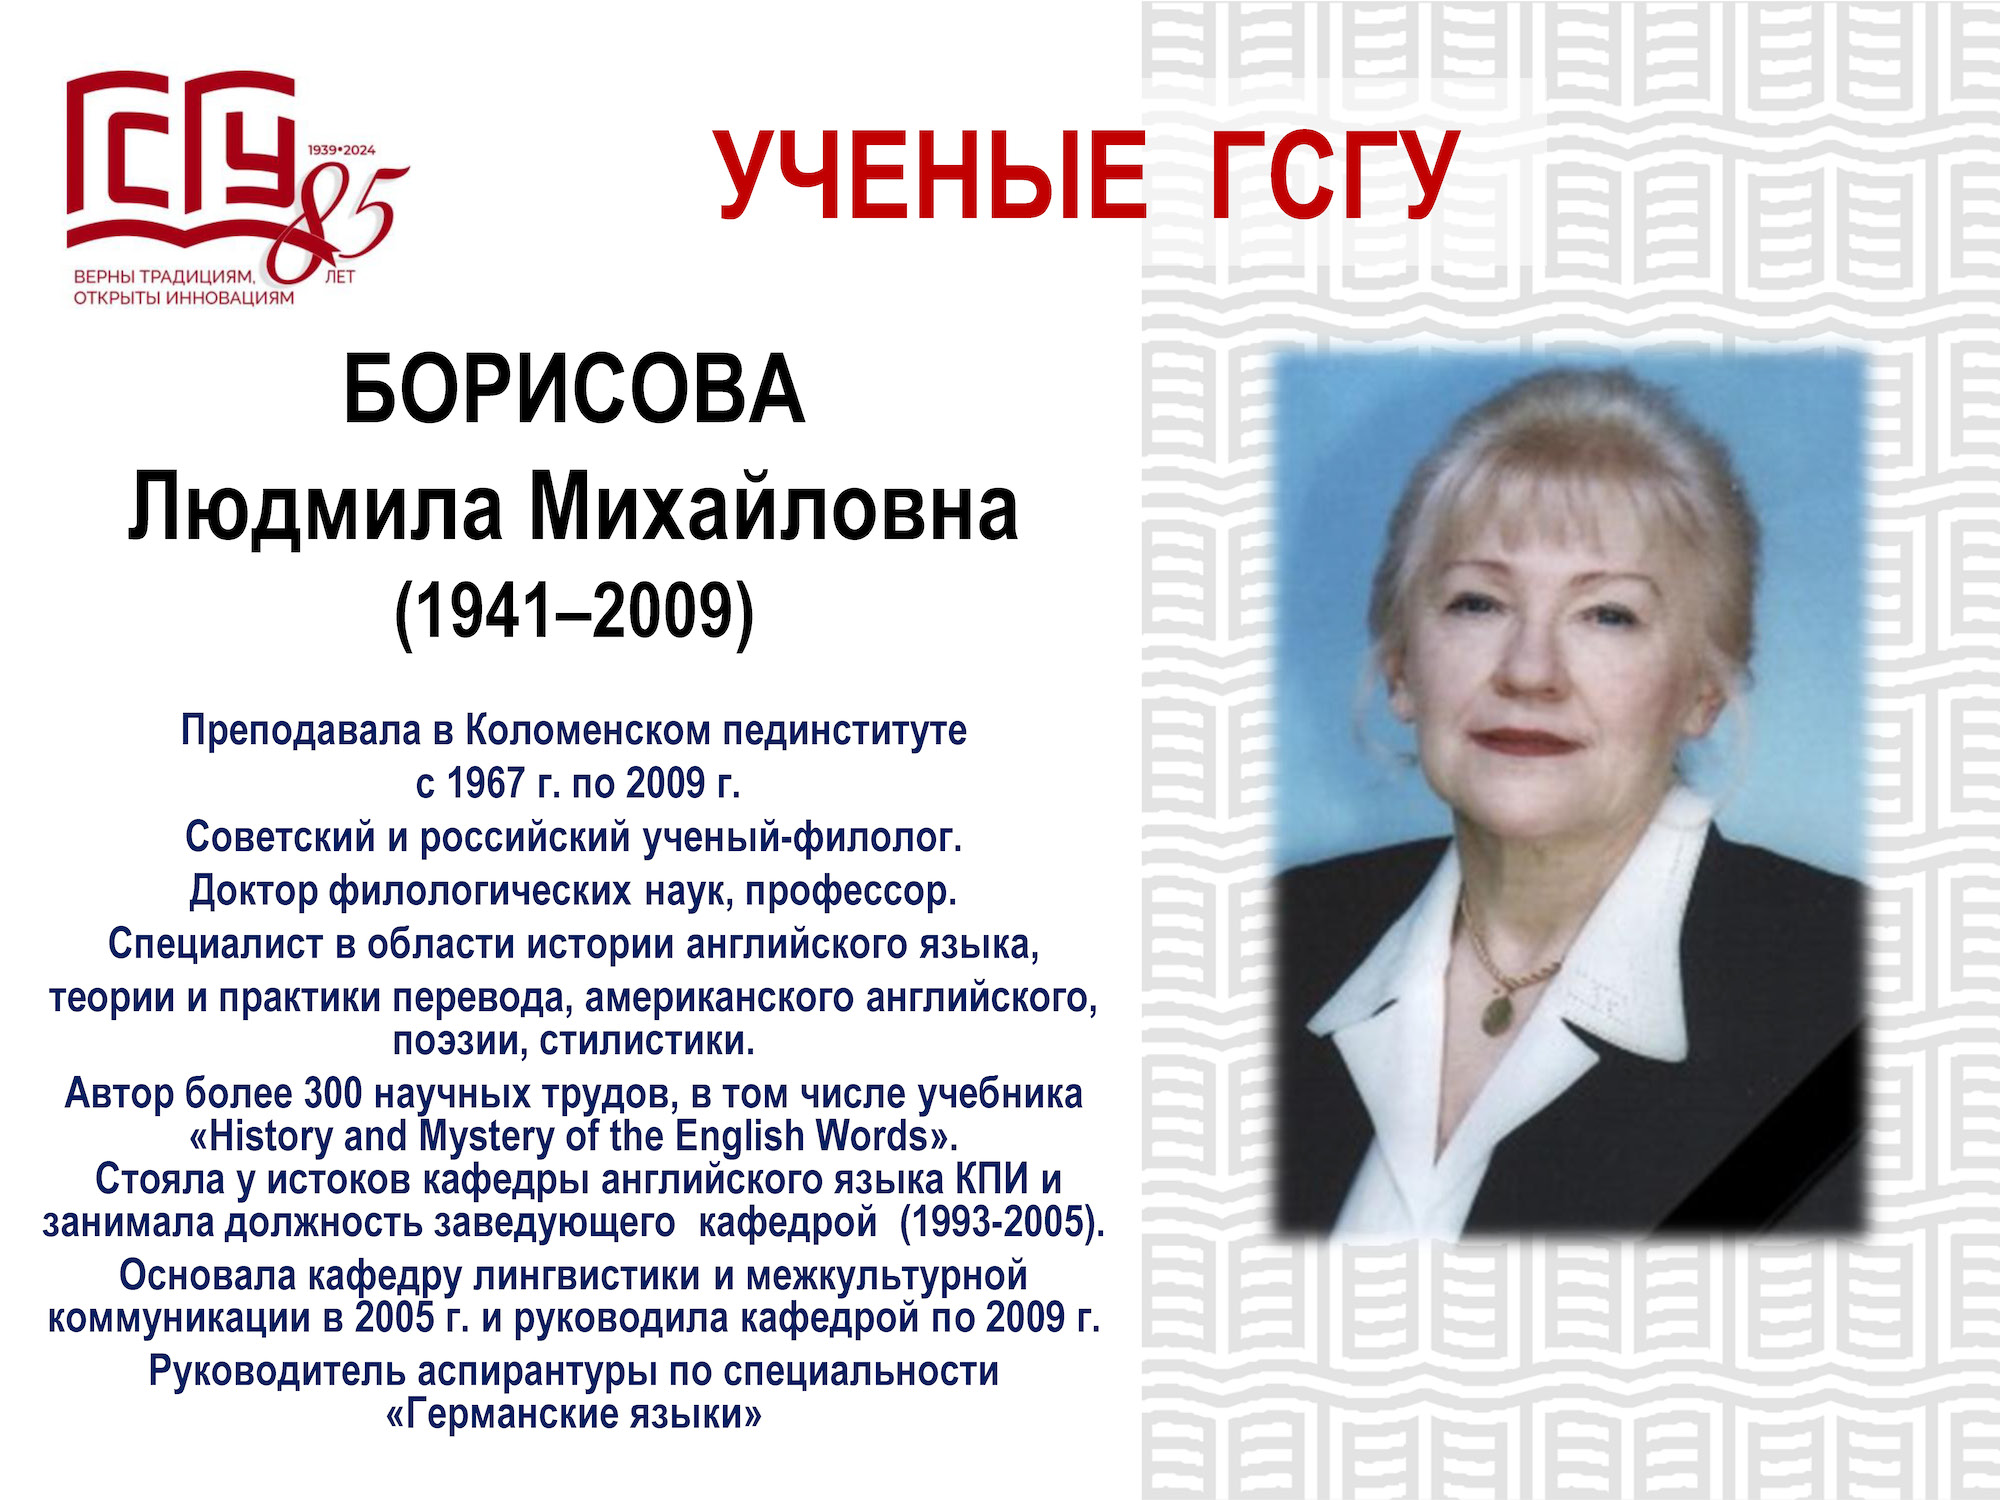 ГСГУ
1939•2024
85
ВЕРНЫ ТРАДИЦИЯМ, ЛЕТ
ОТКРЫТЫ ИННОВАЦИЯМ
УЧЕНЫЕ ГСГУ
БОРИСОВА
Людмила Михайловна
(1941–2009)
Преподавала в Коломенском пединституте
с 1967 г. по 2009 г.
Советский и российский ученый-филолог.
Доктор филологических наук, профессор.
Специалист в области истории английского языка,
теории и практики перевода, американского английского,
поэзии, стилистики.
Автор более 300 научных трудов, в том числе учебника
«History and Mystery of the English Words».
Стояла у истоков кафедры английского языка КПИ и
занимала должность заведующего кафедрой (1993-2005).
Основала кафедру лингвистики и межкультурной
коммуникации в 2005 г. и руководила кафедрой по 2009 г.
Руководитель аспирантуры по специальности
«Германские языки»